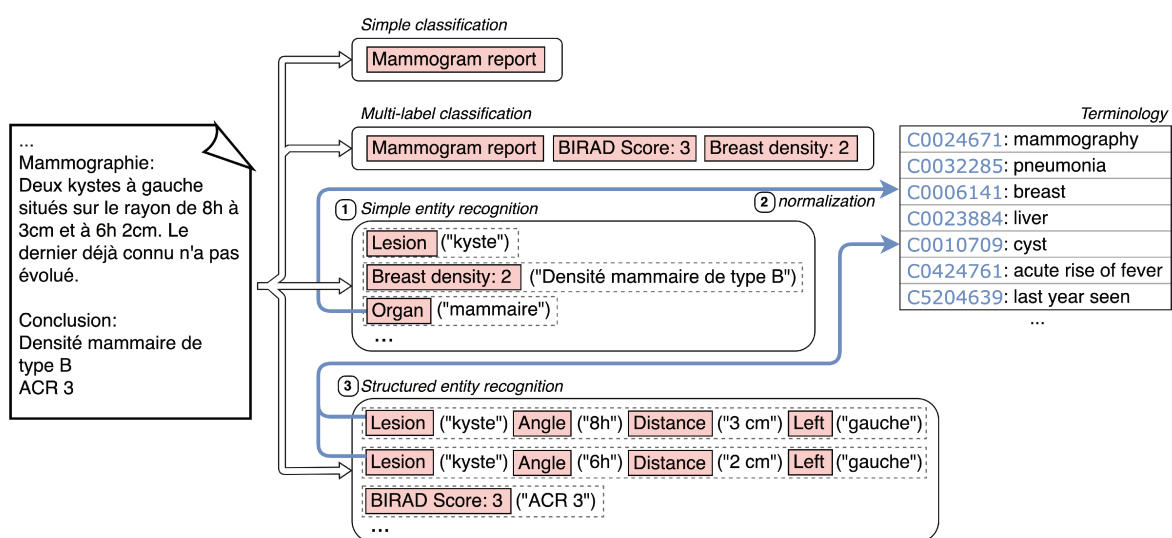 Simple classification
Mammogram report
Multi-label classification
Mammogram report BIRAD Score: 3 Breast density: 2
...
Mammographie:
Deux kystes à gauche
situés sur le rayon de 8h à
3cm et à 6h 2cm. Le
dernier déjà connu n'a pas
évolué.
Conclusion:
Densité mammaire de
type B
ACR 3
1 Simple entity recognition
Lesion ("kyste")
Breast density: 2 ("Densité mammaire de type B")
Organ ("mammaire")
...
2 normalization
Terminology
C0024671: mammography
C0032285: pneumonia
C0006141: breast
C0023884: liver
C0010709: cyst
C0424761: acute rise of fever
C5204639: last year seen
...
3 Structured entity recognition
Lesion ("kyste") Angle ("8h") Distance ("3 cm") Left ("gauche")
Lesion ("kyste") Angle ("6h") Distance ("2 cm") Left ("gauche")
BIRAD Score: 3 ("ACR 3")
...